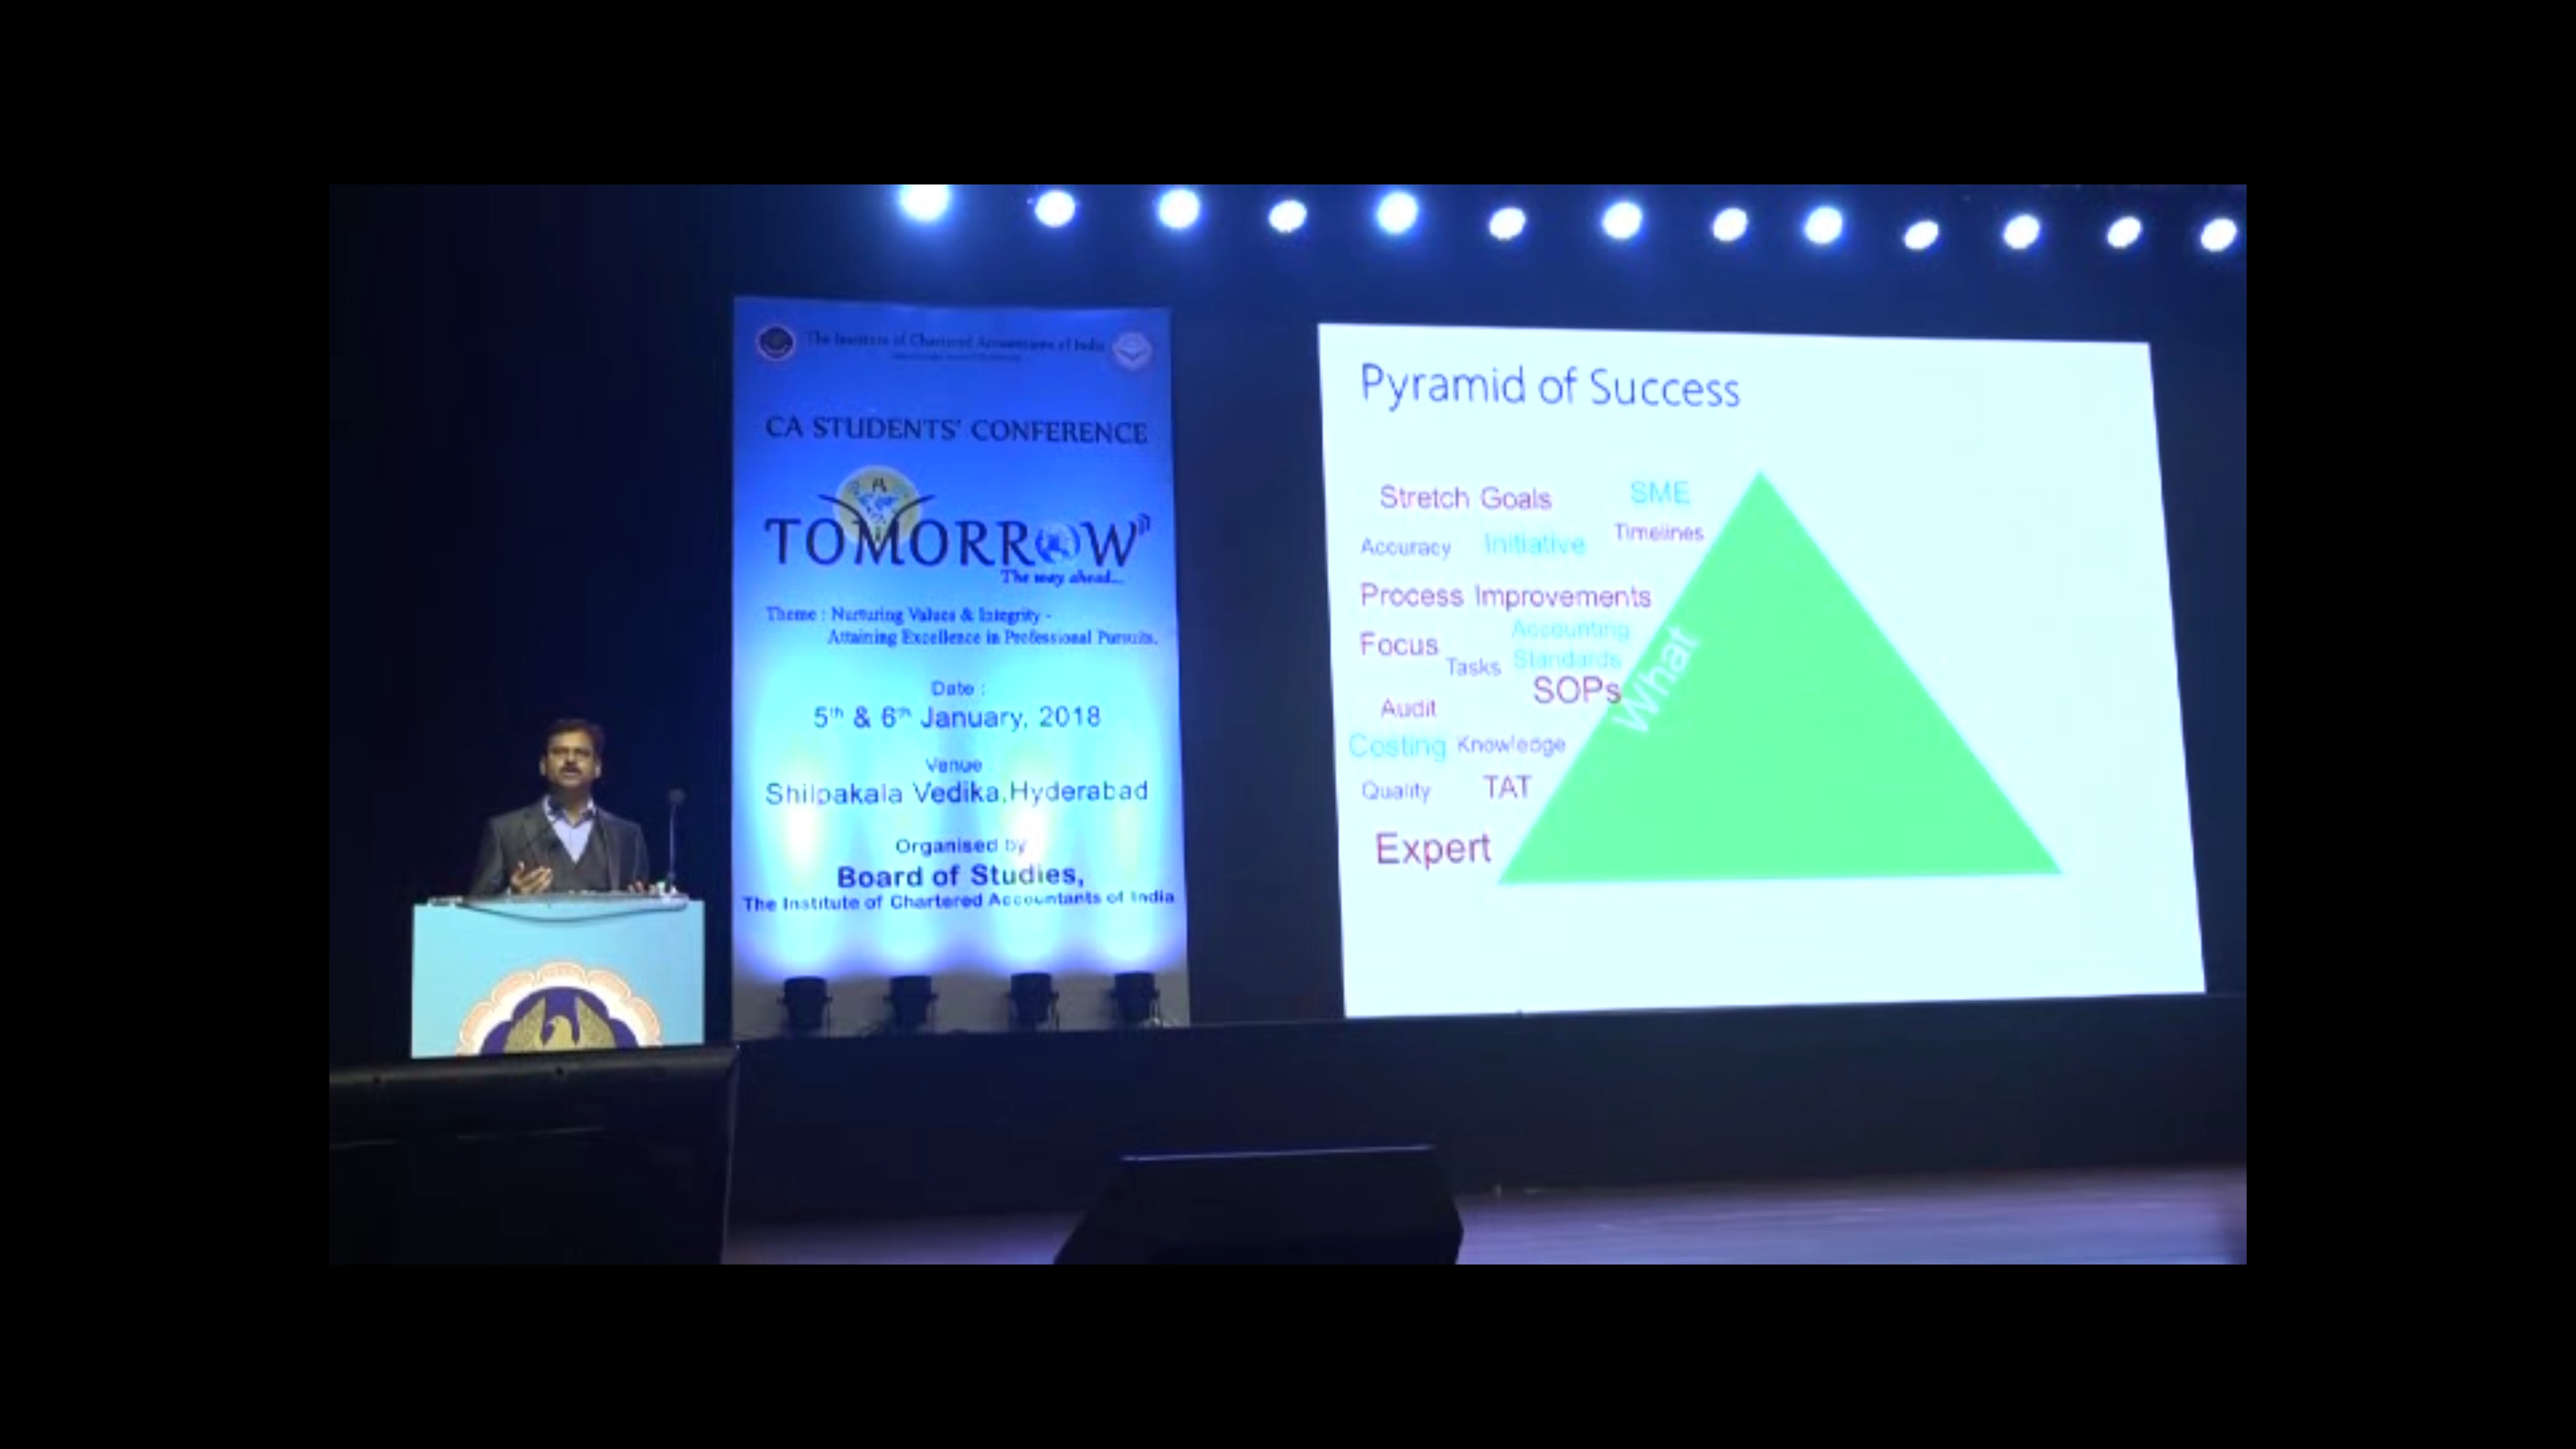 The Institute of Chartered Accountants of India
CA STUDENTS' CONFERENCE
TOMORROW
The way ahead...
Theme : Nurturing Values & Integrity -
Attaining Excellence in Professional Pursuits.
Date :
5th & 6th January, 2018
Venue
Shilpakala Vedika,Hyderabad
Organised by
Board of Studies,
The Institute of Chartered Accountants of India
Pyramid of Success
Stretch Goals SME
Timelines
Accuracy Initiative
Process Improvements
Accounting
Focus
Tasks Standards
SOPs
What
Audit
Costing Knowledge
Quality TAT
Expert